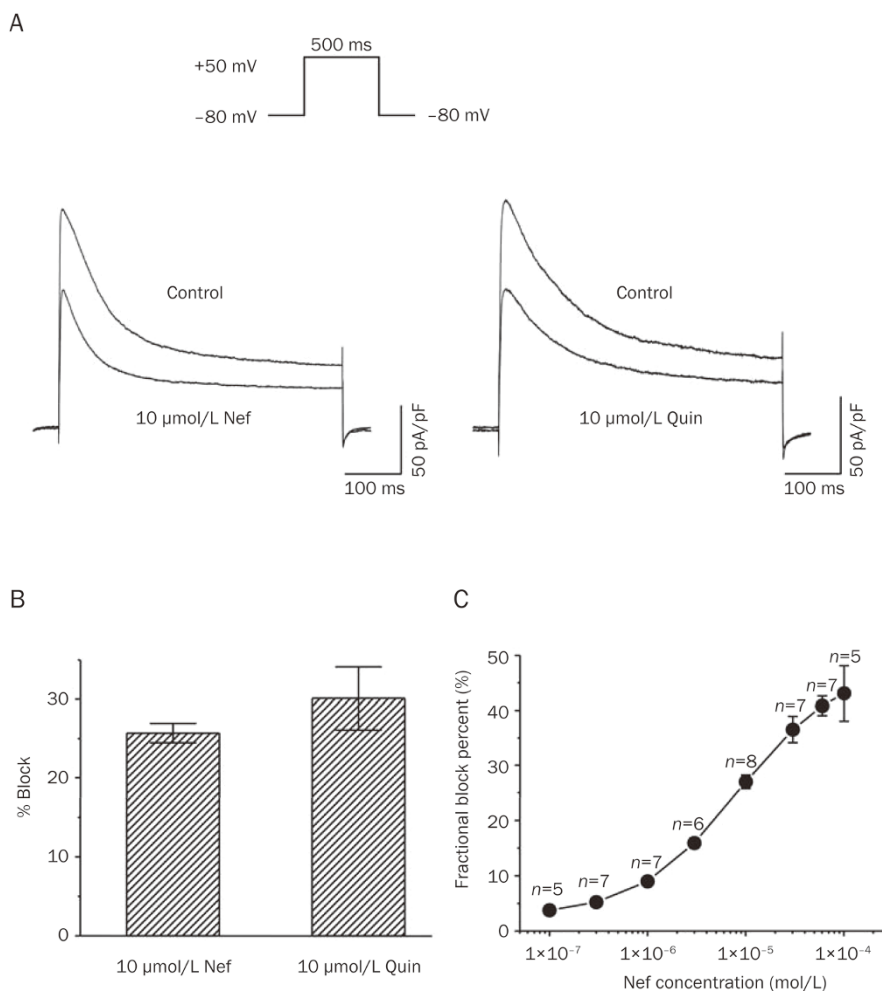 A
500 ms
+50 mV
–80 mV
–80 mV
Control
10 µmol/L Nef
50 pA/pF
100 ms
Control
10 µmol/L Quin
50 pA/pF
100 ms
B
% Block
30
20
10
0
10 µmol/L Nef
10 µmol/L Quin
C
Fractional block percent (%)
50
40
30
20
10
0
n=5
n=7
n=7
n=6
n=8
n=7
n=7
n=5
1×10⁻⁷
1×10⁻⁶
1×10⁻⁵
1×10⁻⁴
Nef concentration (mol/L)